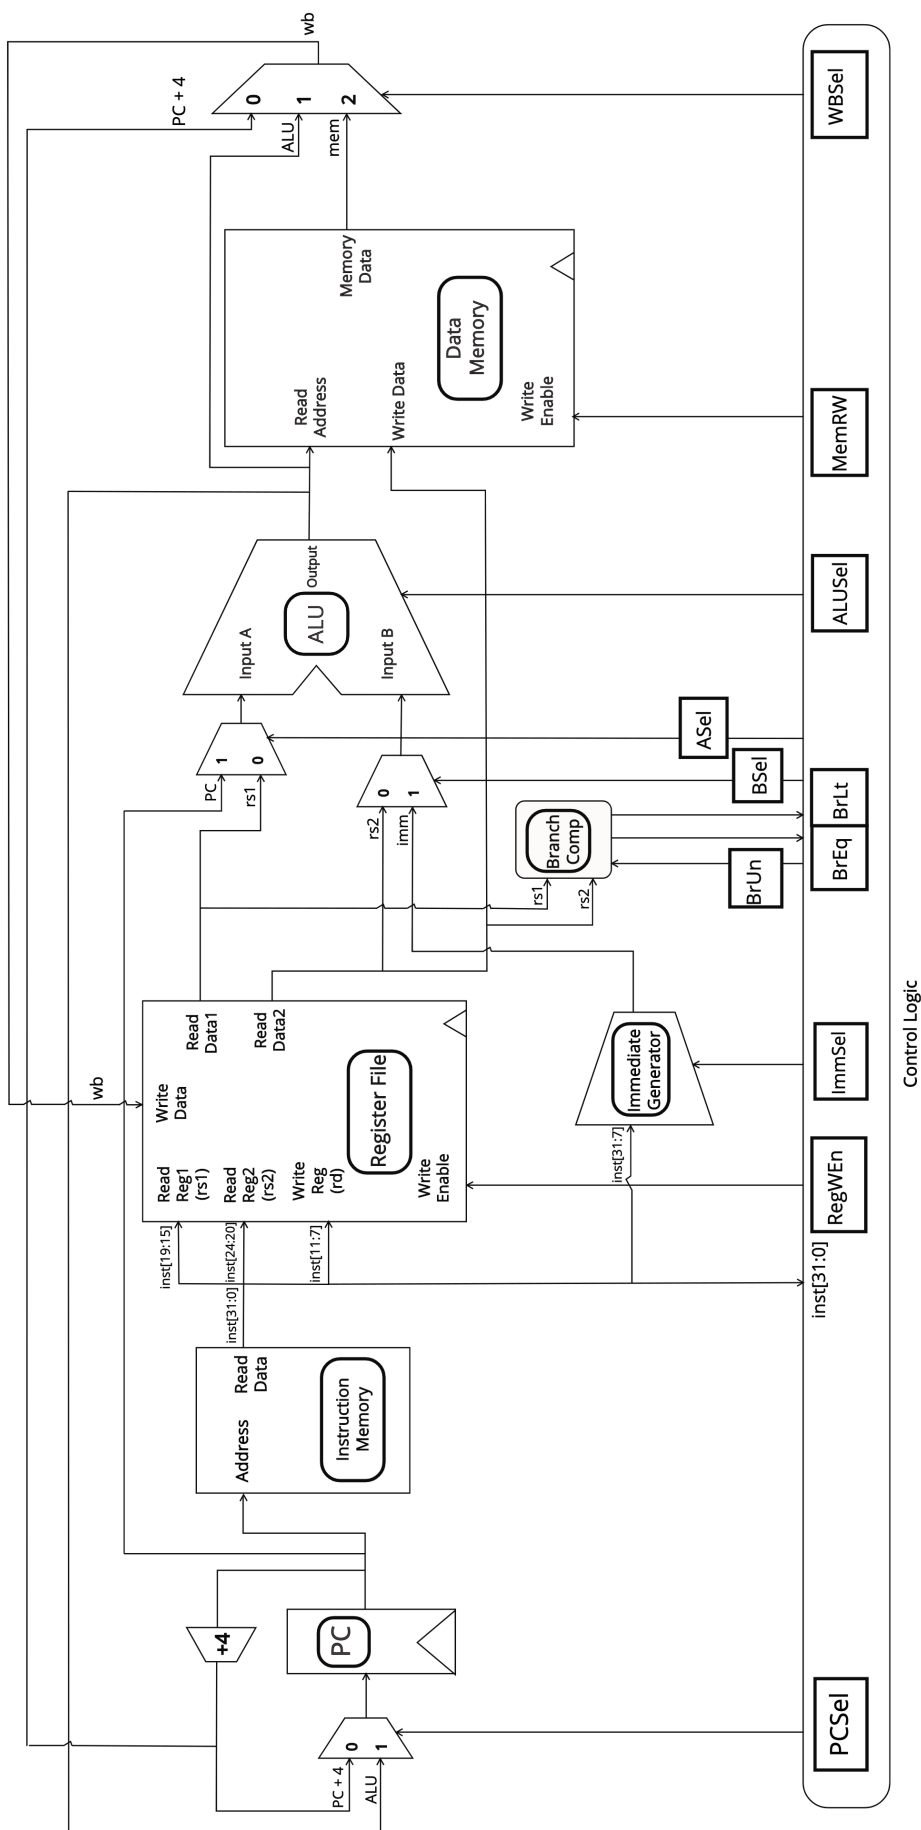 wb
PC + 4
0
1
2
ALU
mem
WBSel
Memory
Data
Data
Memory
Read
Address
Write Data
Write
Enable
MemRW
Output
ALU
Input A
Input B
ALUSel
1
0
PC
rs1
ASel
0
1
rs2
imm
BSel
Branch
Comp
rs1
rs2
BrLt
BrEq
BrUn
wb
Read
Data1
Read
Data2
Write
Data
Register File
Read
Reg1
(rs1)
Read
Reg2
(rs2)
Write
Reg
(rd)
Write
Enable
Immediate
Generator
inst[31:7]
ImmSel
RegWEn
Control Logic
inst[19:15]
inst[24:20]
inst[11:7]
inst[31:0]
inst[31:0]
Read
Data
Address
Instruction
Memory
+4
PC
0
1
PC + 4
ALU
PCSel